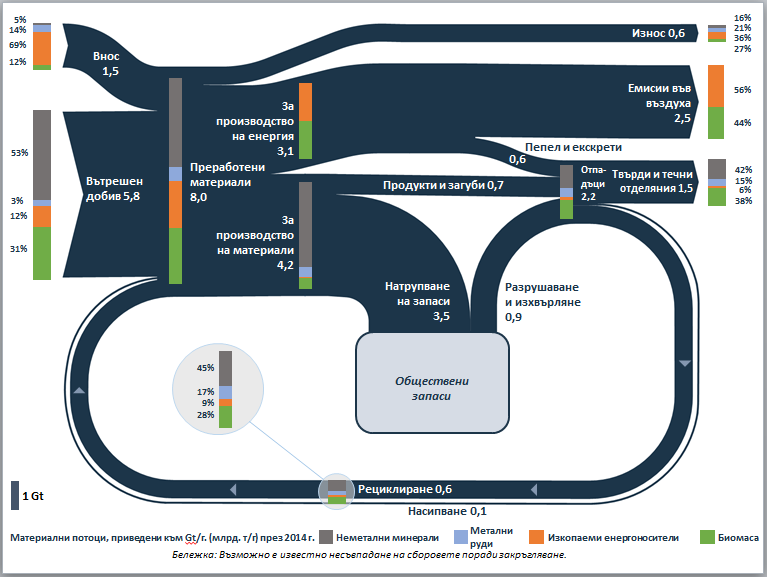 5%
14%
69%
12%
Внос
1,5
Износ 0,6
16%
21%
36%
27%
53%
3%
12%
31%
Вътрешен
добив 5,8
Преработени
материали
8,0
За
производство
на енергия
3,1
Емисии във
въздуха
2,5
56%
44%
Пепел и екскрети
0,6
Продукти и загуби 0,7
Отпа-
дъци
2,2
Твърди и течни
отделяния 1,5
42%
15%
6%
38%
За
производство
на материали
4,2
Натрупване
на запаси
3,5
Разрушаване
и изхвърляне
0,9
Обществени
запаси
45%
17%
9%
28%
Рециклиране 0,6
Насипване 0,1
1 Gt
Материални потоци, приведени към Gt/г. (млрд. т/г) през 2014 г.
Неметални минерали
Метални
руди
Изкопаеми енергоносители
Биомаса
Бележка: Възможно е известно несъвпадане на сборовете поради закръгляване.